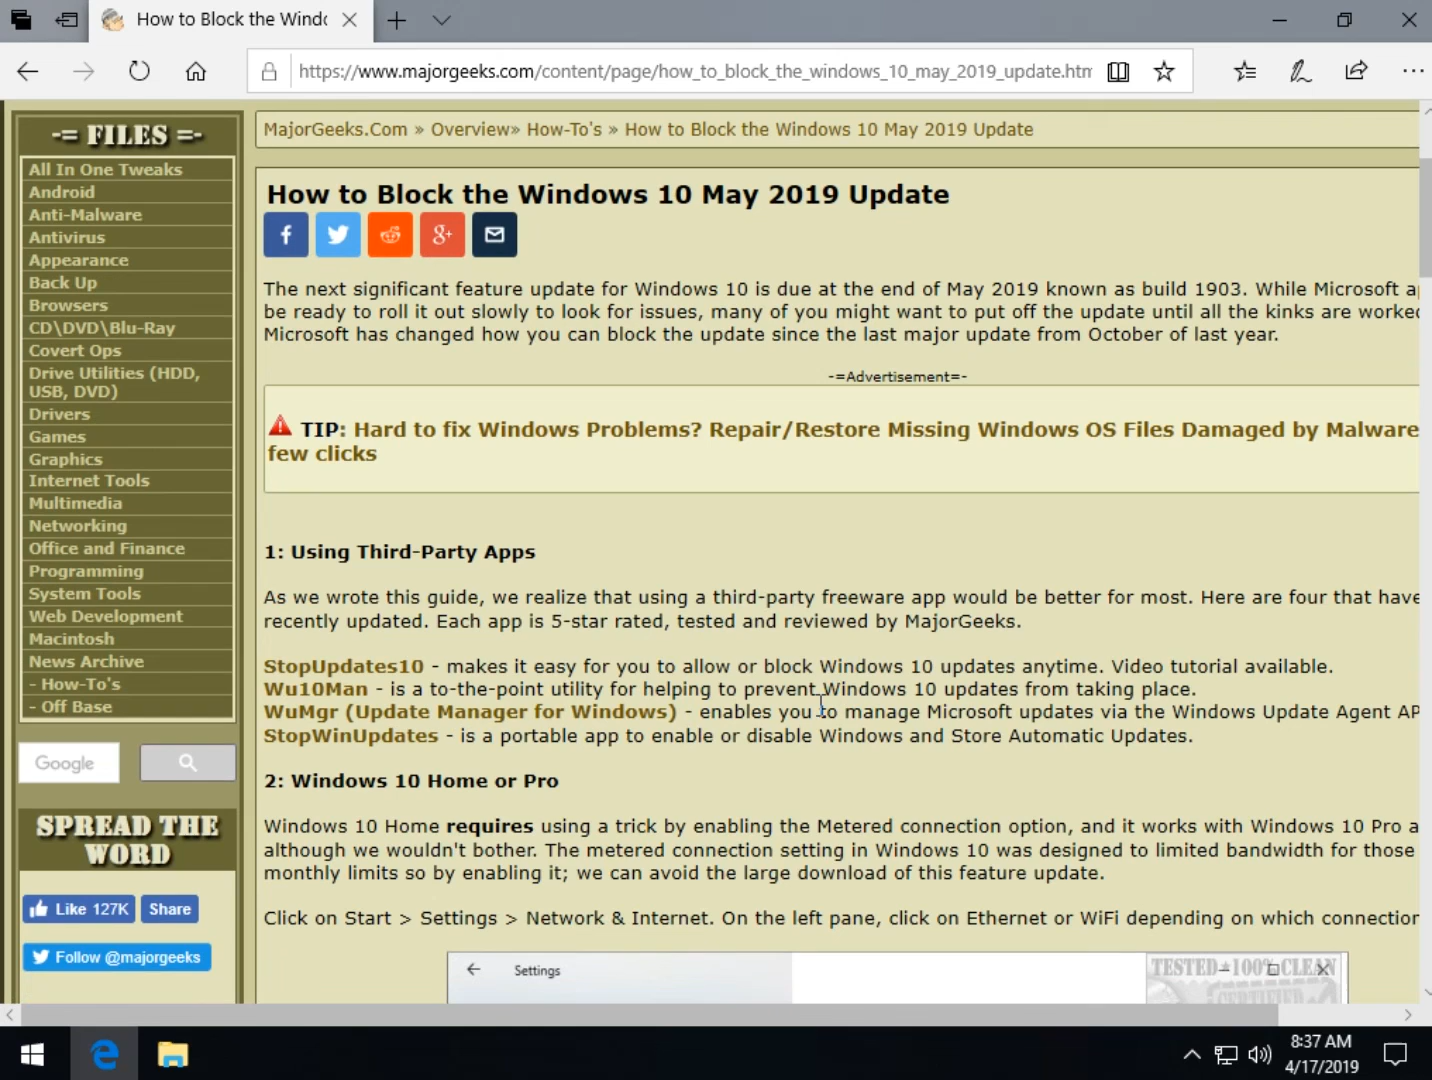 How to Block the Windo
https://www.majorgeeks.com/content/page/how_to_block_the_windows_10_may_2019_update.htm
-= FILES =-
All In One Tweaks
Android
Anti-Malware
Antivirus
Appearance
Back Up
Browsers
CD\DVD\Blu-Ray
Covert Ops
Drive Utilities (HDD,
USB, DVD)
Drivers
Games
Graphics
Internet Tools
Multimedia
Networking
Office and Finance
Programming
System Tools
Web Development
Macintosh
News Archive
- How-To's
- Off Base
Google
SPREAD THE
WORD
Like 127K Share
Follow @majorgeeks
MajorGeeks.Com » Overview» How-To's » How to Block the Windows 10 May 2019 Update
How to Block the Windows 10 May 2019 Update
The next significant feature update for Windows 10 is due at the end of May 2019 known as build 1903. While Microsoft a
be ready to roll it out slowly to look for issues, many of you might want to put off the update until all the kinks are worked
Microsoft has changed how you can block the update since the last major update from October of last year.
-=Advertisement=-
TIP: Hard to fix Windows Problems? Repair/Restore Missing Windows OS Files Damaged by Malware
few clicks
1: Using Third-Party Apps
As we wrote this guide, we realize that using a third-party freeware app would be better for most. Here are four that have
recently updated. Each app is 5-star rated, tested and reviewed by MajorGeeks.
StopUpdates10 - makes it easy for you to allow or block Windows 10 updates anytime. Video tutorial available.
Wu10Man - is a to-the-point utility for helping to prevent Windows 10 updates from taking place.
WuMgr (Update Manager for Windows) - enables you to manage Microsoft updates via the Windows Update Agent AP
StopWinUpdates - is a portable app to enable or disable Windows and Store Automatic Updates.
2: Windows 10 Home or Pro
Windows 10 Home requires using a trick by enabling the Metered connection option, and it works with Windows 10 Pro a
although we wouldn't bother. The metered connection setting in Windows 10 was designed to limited bandwidth for those
monthly limits so by enabling it; we can avoid the large download of this feature update.
Click on Start > Settings > Network & Internet. On the left pane, click on Ethernet or WiFi depending on which connection
Settings
TESTED 100% CLEAN
CERTIFIED
8:37 AM
4/17/2019